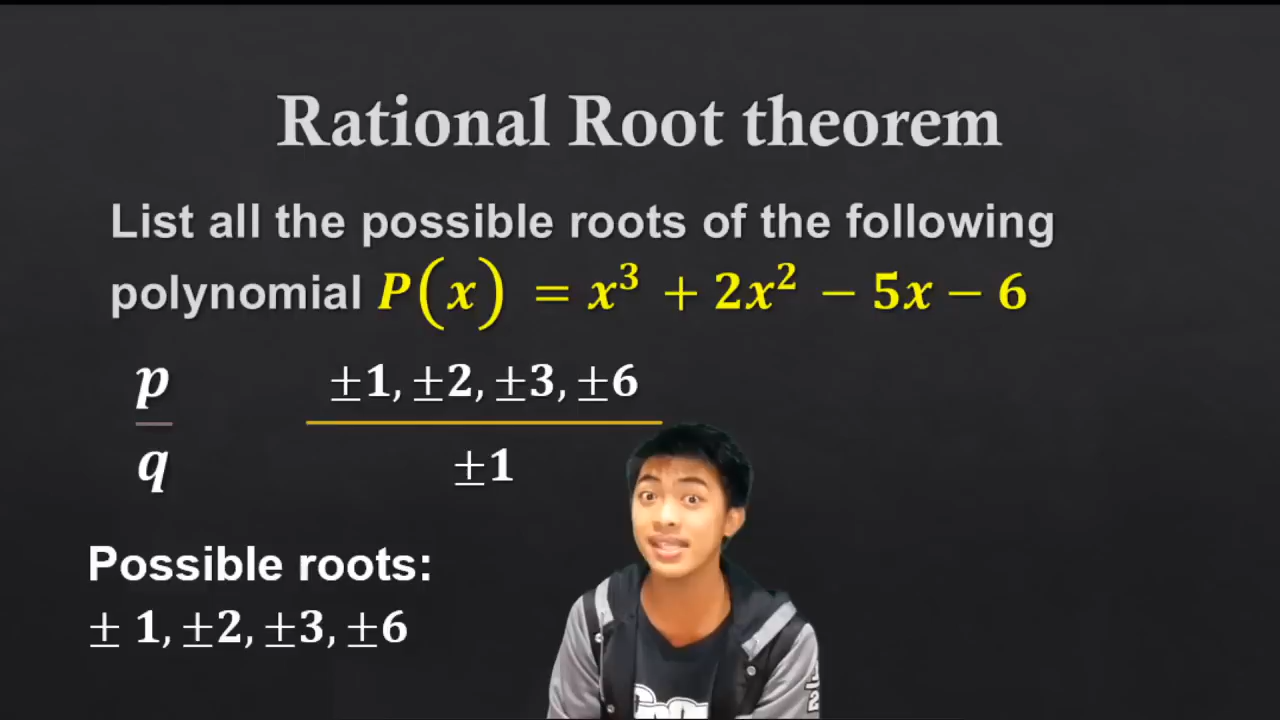 Rational Root theorem
List all the possible roots of the following
polynomial P(x) = x³ + 2x² − 5x − 6
p ±1, ±2, ±3, ±6
q ±1
Possible roots:
± 1, ±2, ±3, ±6